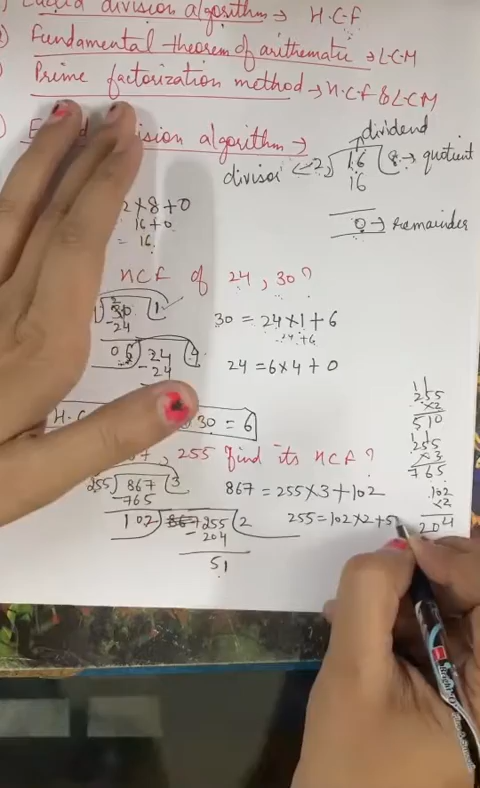 division algorithm → H.C.F
Fundamental theorem of arithematic → L.C.M
Prime factorization method → H.C.F & L.C.M
division algorithm →
dividend
divisor ← 2) 16 (8 → quotient
16
0 → remainder
2 × 8 + 0
16 + 0
= 16
HCF of 24, 30?
30 1
24
30 = 24 × 1 + 6
06) 24 (4
- 24
24 = 6 × 4 + 0
H.C
30 = 6
, 255 find its HCF?
255) 867 (3
- 765
867 = 255 × 3 + 102
102) 255 (2
- 204
51
255 = 102 × 2 + 5
255
× 2
510
255
× 3
765
102
× 2
204